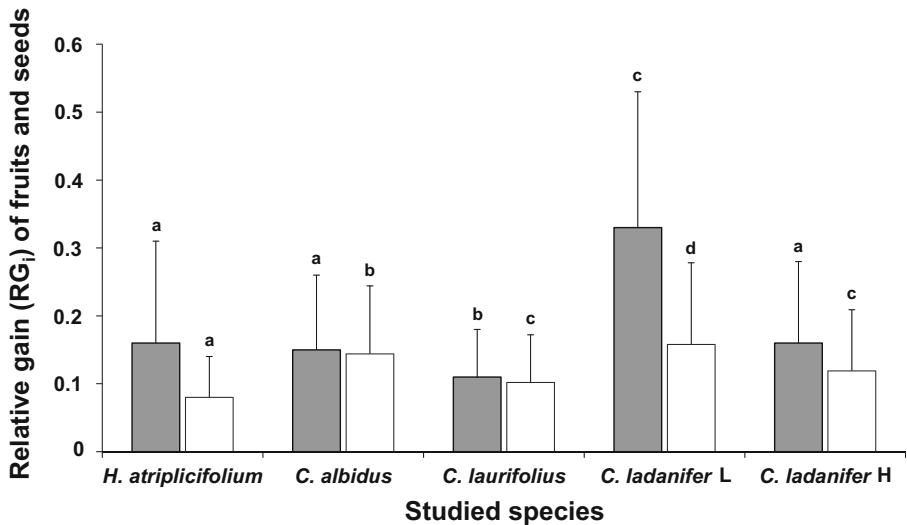 Relative gain (RGi) of fruits and seeds
0.6
0.5
0.4
0.3
0.2
0.1
0
a
a
a
b
b
c
c
d
a
c
H. atriplicifolium
C. albidus
C. laurifolius
C. ladanifer L
C. ladanifer H
Studied species